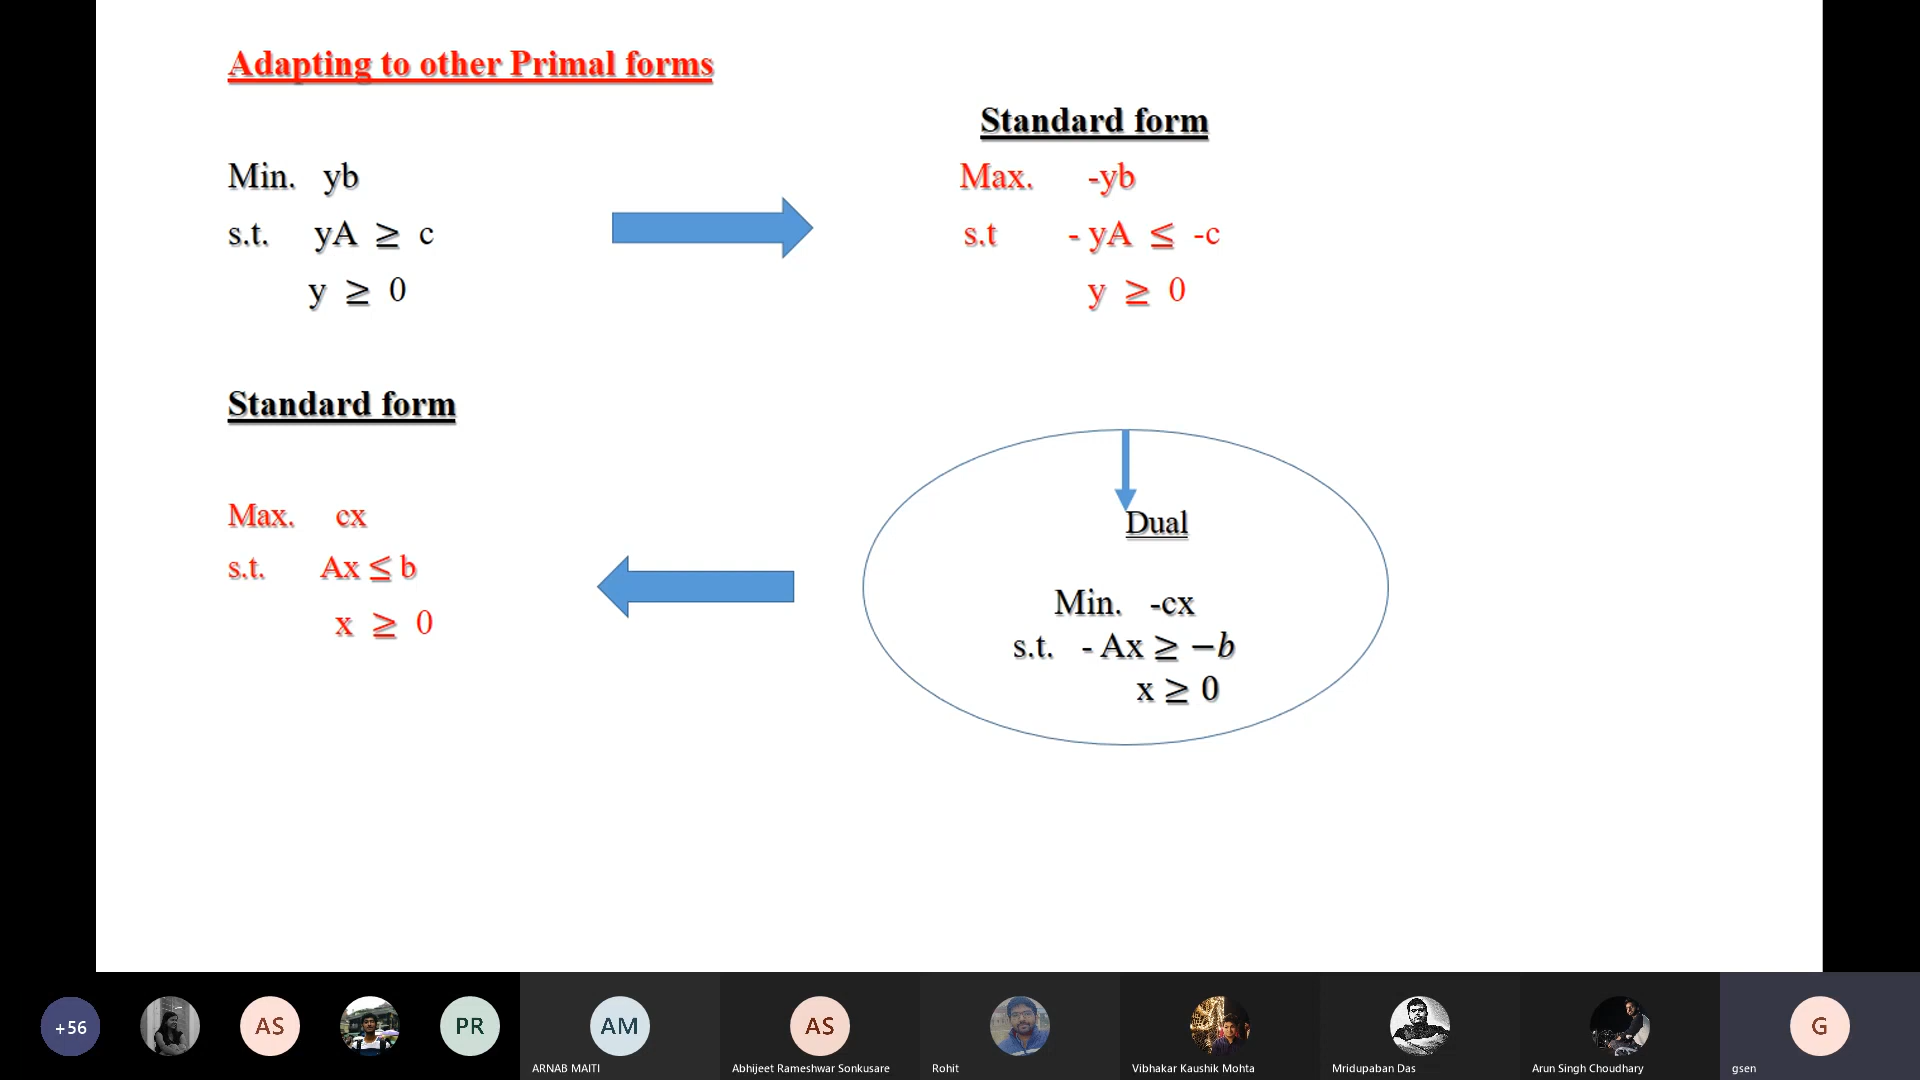 Adapting to other Primal forms
Standard form
Min. yb
s.t. yA ≥ c
y ≥ 0
Max. -yb
s.t - yA ≤ -c
y ≥ 0
Standard form
Max. cx
s.t. Ax ≤ b
x ≥ 0
Dual
Min. -cx
s.t. - Ax ≥ −b
x ≥ 0
+56
AS
PR
AM
ARNAB MAITI
AS
Abhijeet Rameshwar Sonkusare
Rohit
Vibhakar Kaushik Mohta
Mridupaban Das
Arun Singh Choudhary
G
gsen